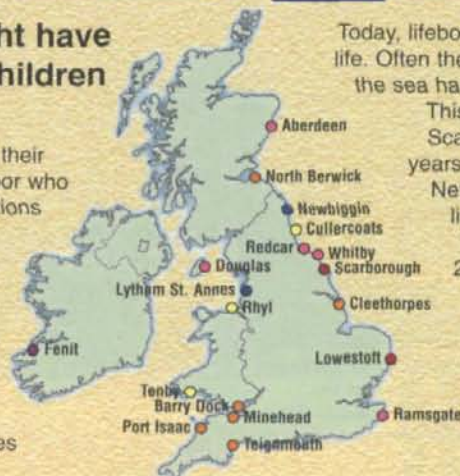 ht have
hildren
their
or who
ions
es
Aberdeen
North Berwick
Newbiggin
Cullercoats
Redcar
Whitby
Douglas
Scarborough
Lytham St. Annes
Rhyl
Cleethorpes
Fenit
Lowestoft
Tenby
Barry Dock
Minehead
Ramsgate
Port Isaac
Teignmouth
Today, lifebo
life. Often the
the sea ha
This
Sca
years
Ne
li
2